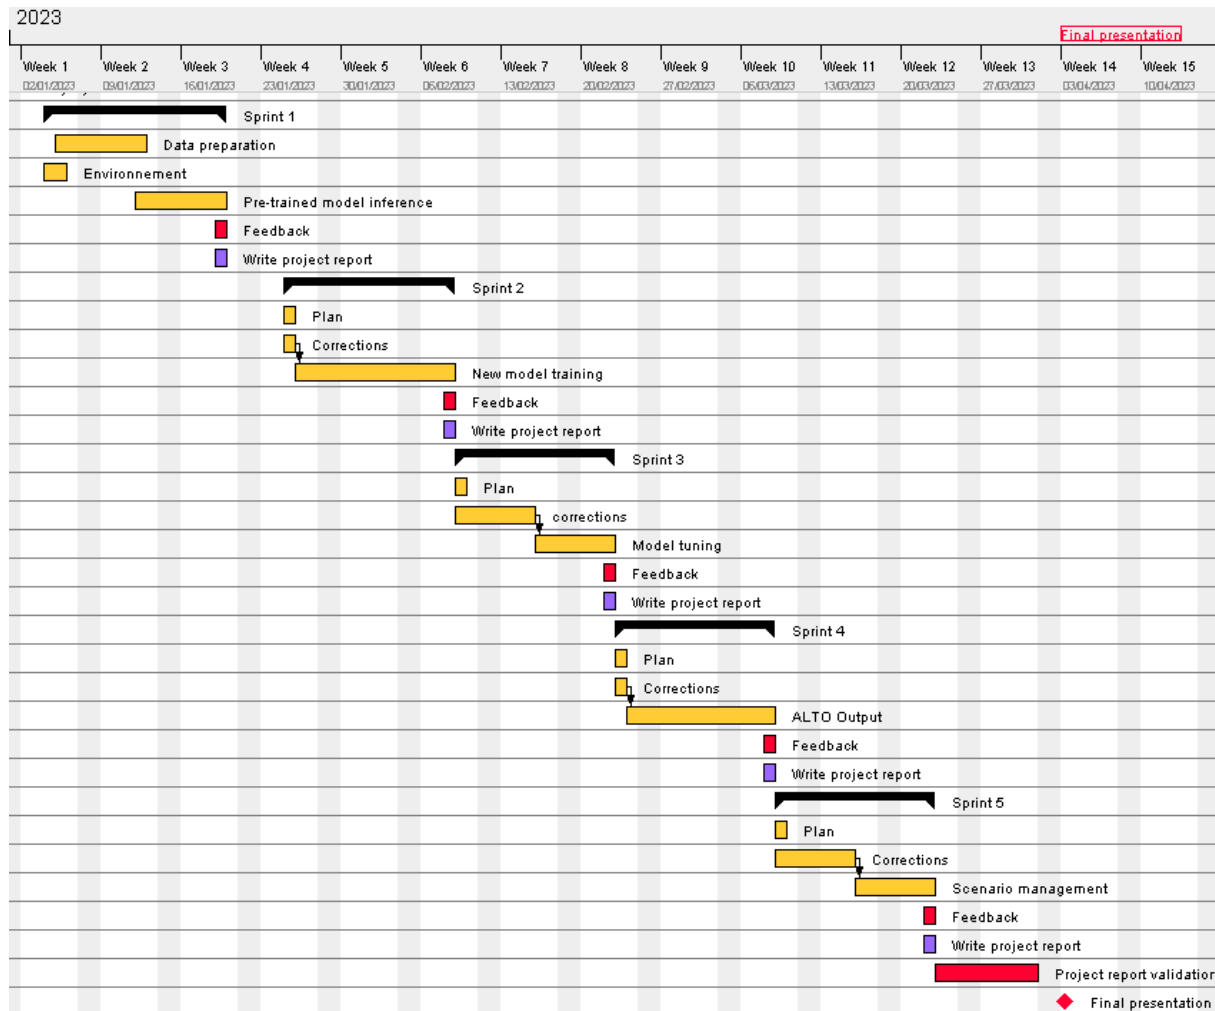 2023
Final presentation
Week 1 Week 2 Week 3 Week 4 Week 5 Week 6 Week 7 Week 8 Week 9 Week 10 Week 11 Week 12 Week 13 Week 14 Week 15
02/01/2023 09/01/2023 16/01/2023 23/01/2023 30/01/2023 06/02/2023 13/02/2023 20/02/2023 27/02/2023 06/03/2023 13/03/2023 20/03/2023 27/03/2023 03/04/2023 10/04/2023
Sprint 1
Data preparation
Environnement
Pre-trained model inference
Feedback
Write project report
Sprint 2
Plan
Corrections
New model training
Feedback
Write project report
Sprint 3
Plan
corrections
Model tuning
Feedback
Write project report
Sprint 4
Plan
Corrections
ALTO Output
Feedback
Write project report
Sprint 5
Plan
Corrections
Scenario management
Feedback
Write project report
Project report validation
Final presentation